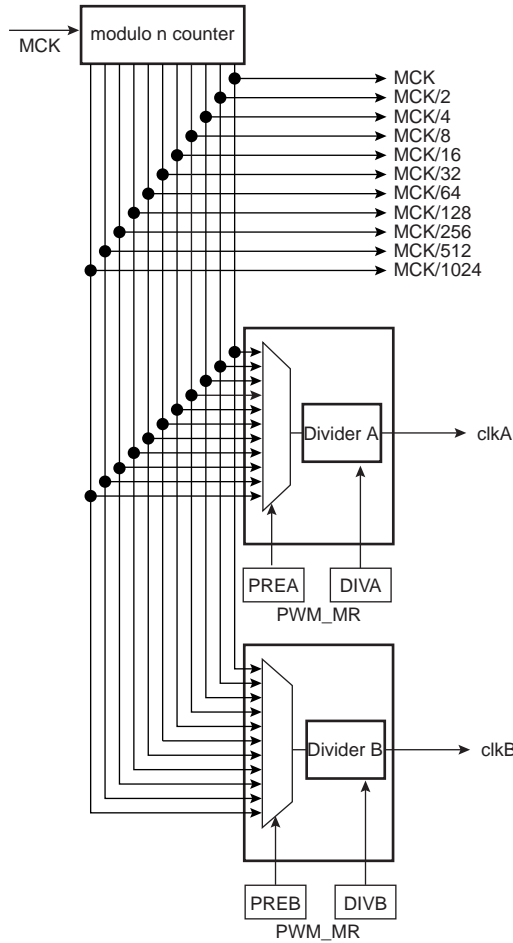 modulo n counter
MCK
MCK
MCK/2
MCK/4
MCK/8
MCK/16
MCK/32
MCK/64
MCK/128
MCK/256
MCK/512
MCK/1024
Divider A
clkA
PREA
DIVA
PWM_MR
Divider B
clkB
PREB
DIVB
PWM_MR